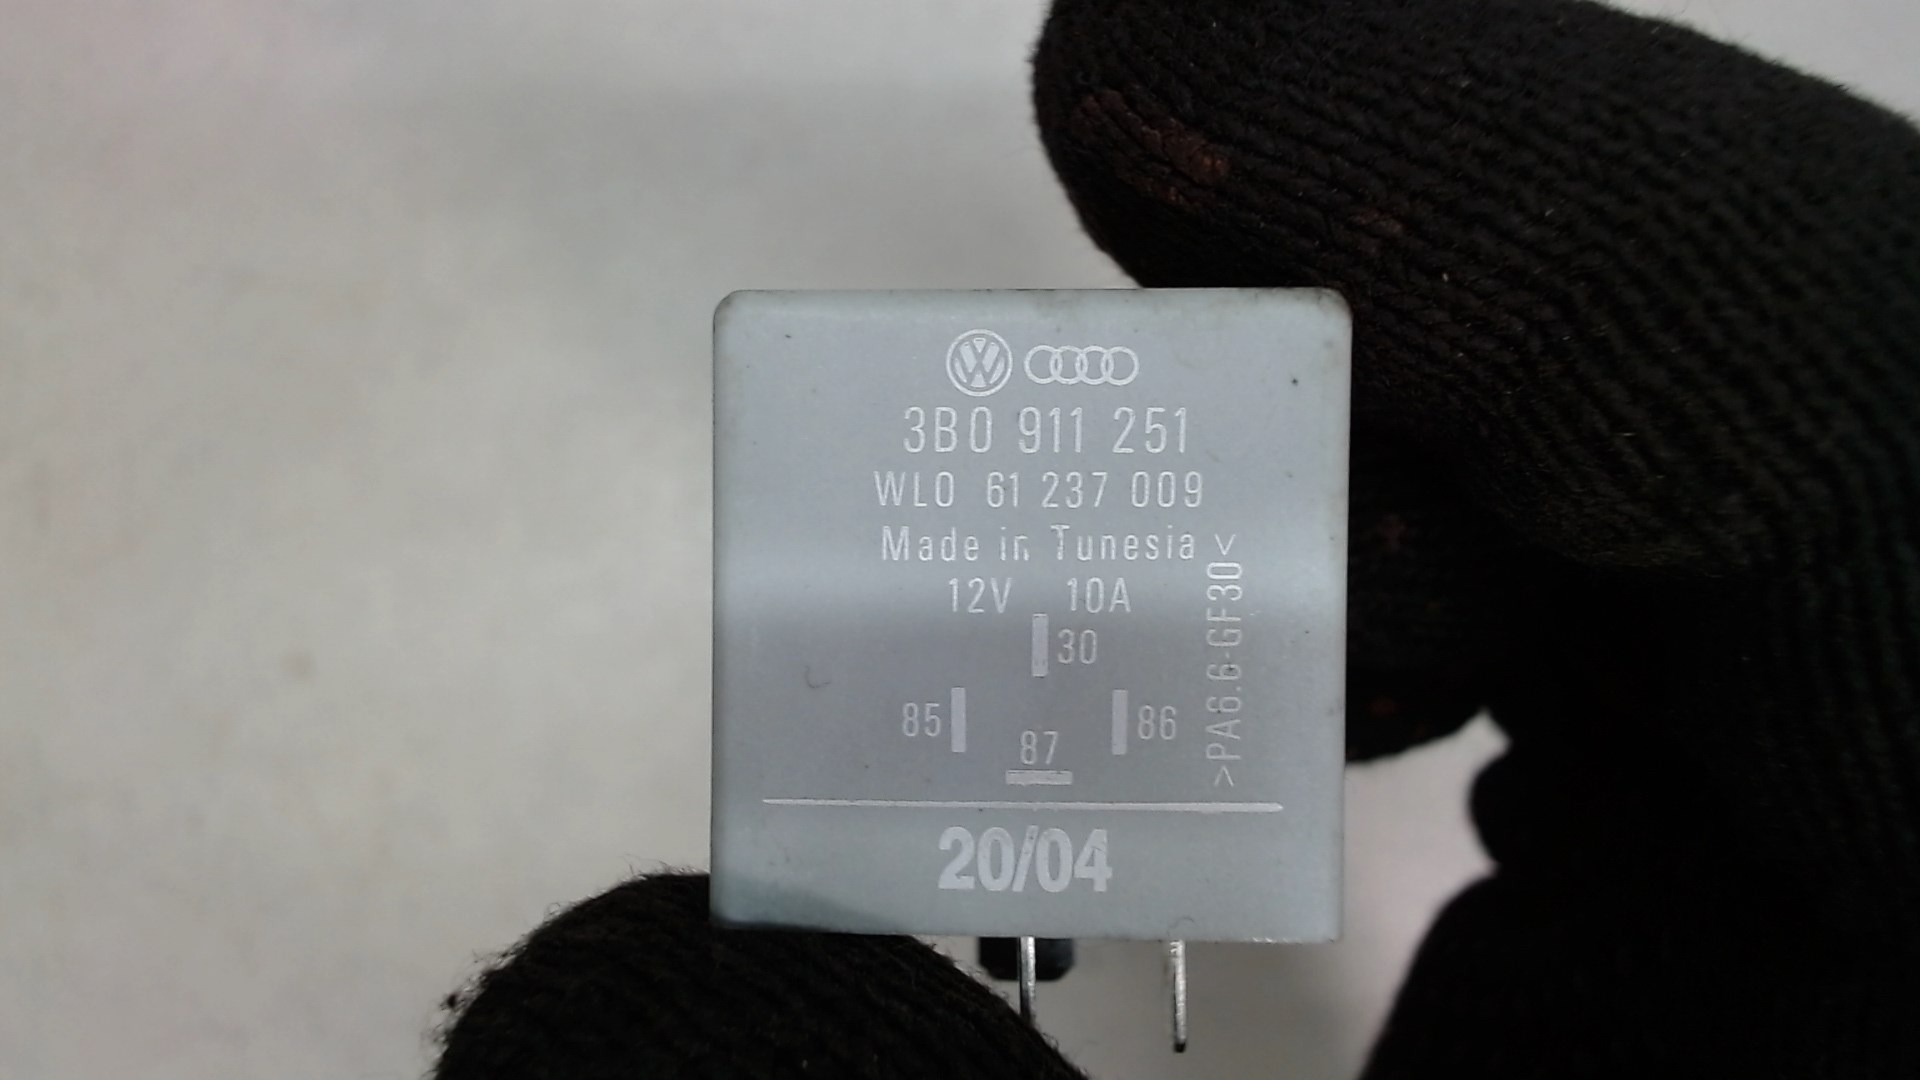 3B0 911 251
WL0 61 237 009
Made in Tunesia
12V 10A
30
85
86
87
>PA6.6-GF30<
20/04